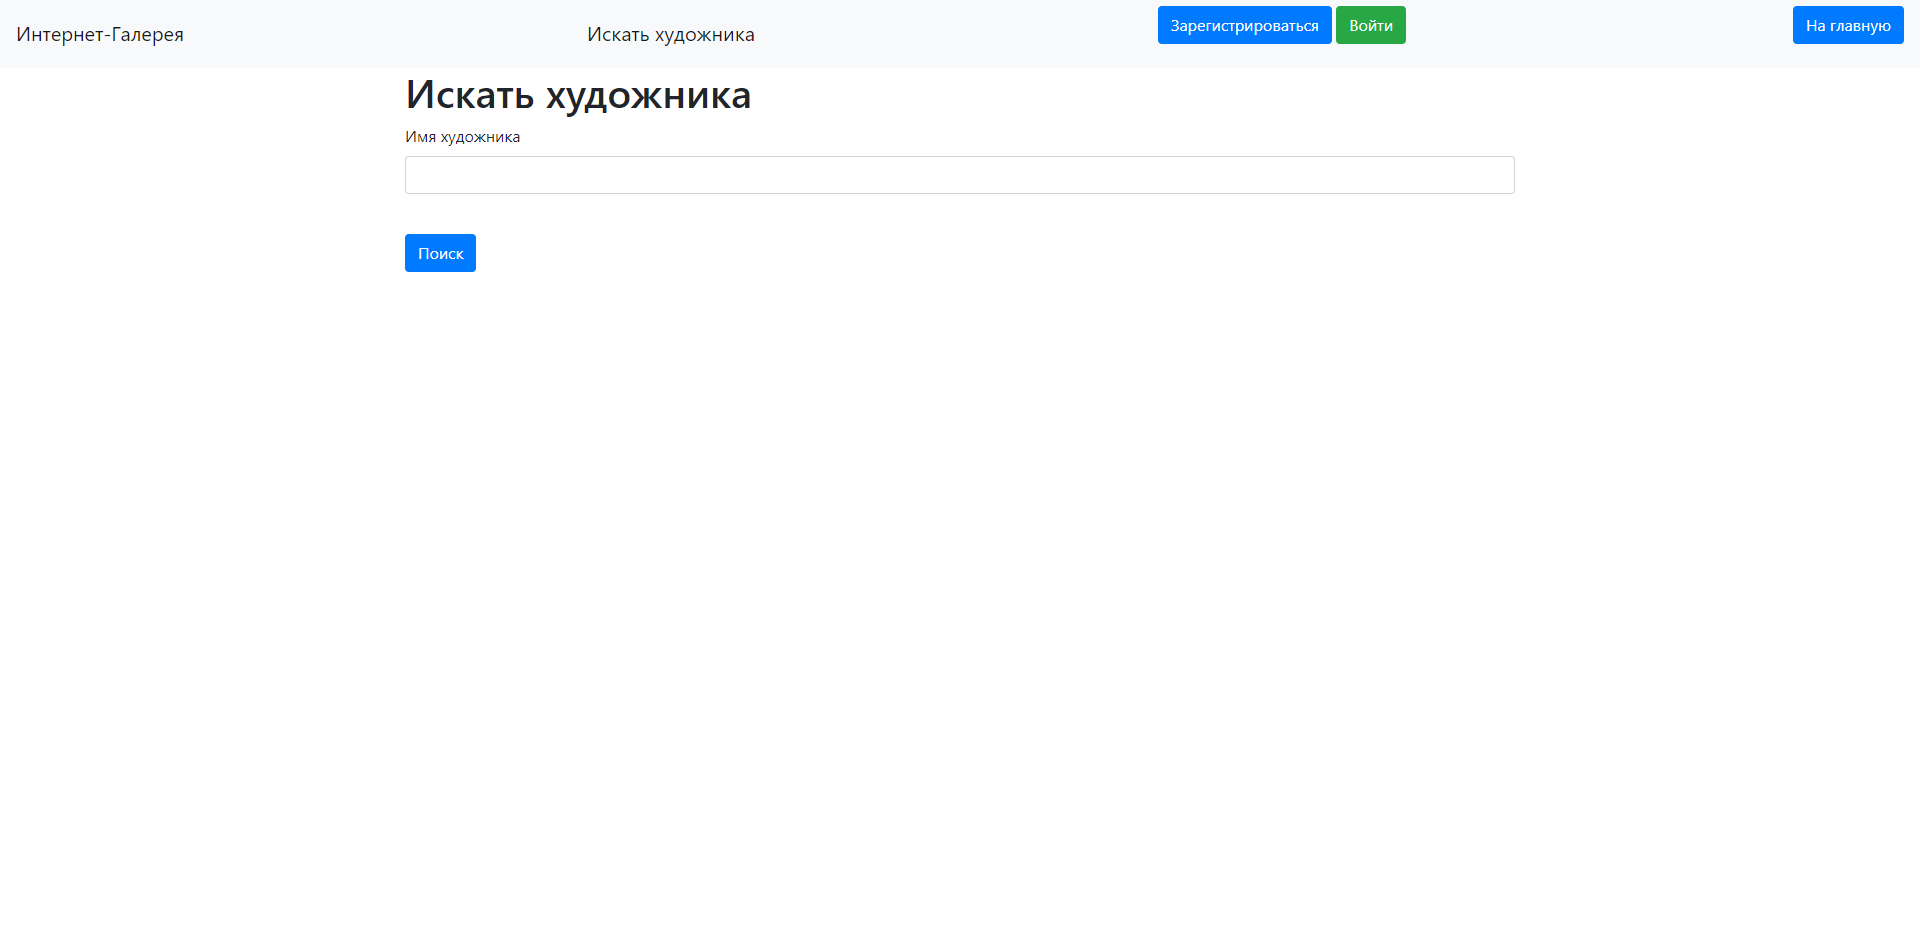 Интернет-Галерея
Искать художника
Зарегистрироваться
Войти
На главную
Искать художника
Имя художника
Поиск